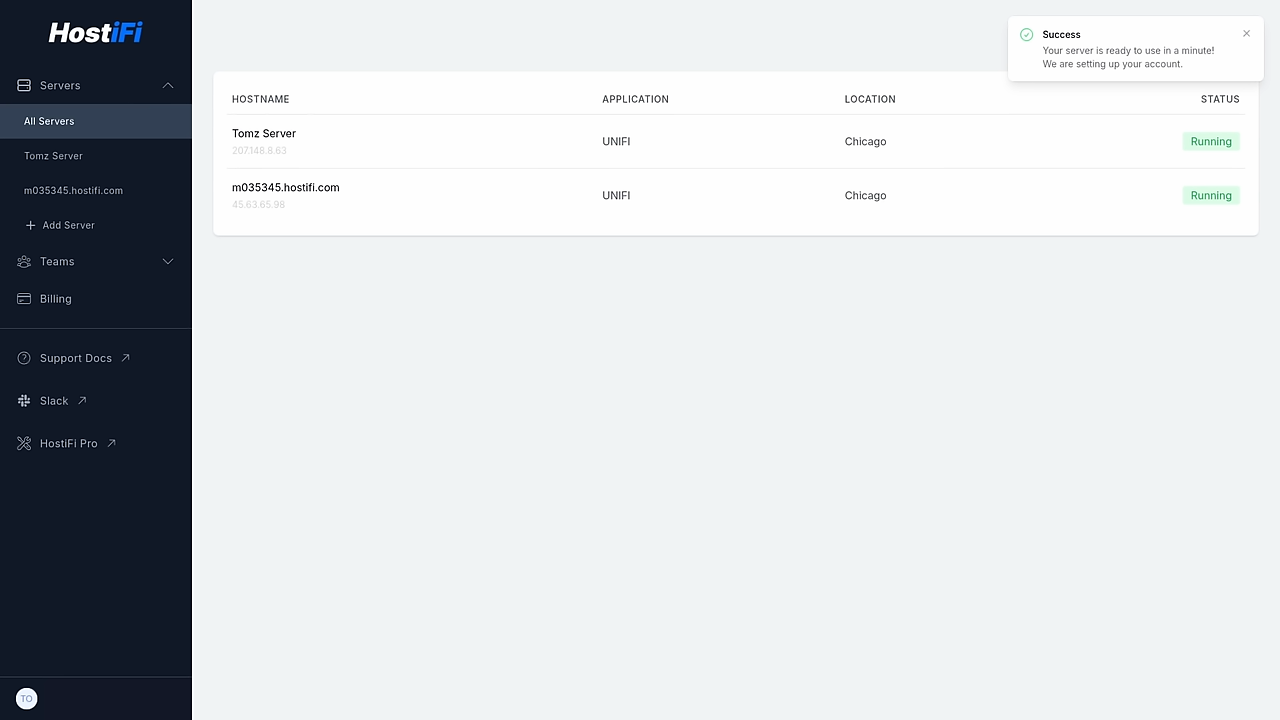 HostiFi
Servers
All Servers
Tomz Server
m035345.hostifi.com
Add Server
Teams
Billing
Support Docs
Slack
HostiFi Pro
TO
Success
Your server is ready to use in a minute!
We are setting up your account.
HOSTNAME APPLICATION LOCATION STATUS
Tomz Server UNIFI Chicago Running
207.148.8.63
m035345.hostifi.com UNIFI Chicago Running
45.63.65.98